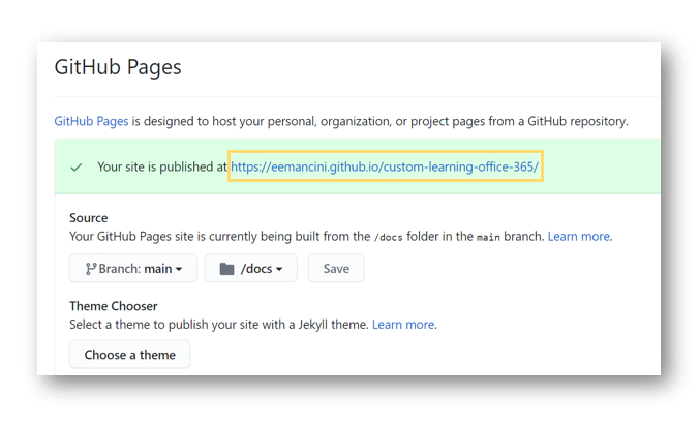 GitHub Pages
GitHub Pages is designed to host your personal, organization, or project pages from a GitHub repository.
Your site is published at https://eemancini.github.io/custom-learning-office-365/
Source
Your GitHub Pages site is currently being built from the /docs folder in the main branch. Learn more.
Branch: main /docs Save
Theme Chooser
Select a theme to publish your site with a Jekyll theme. Learn more.
Choose a theme